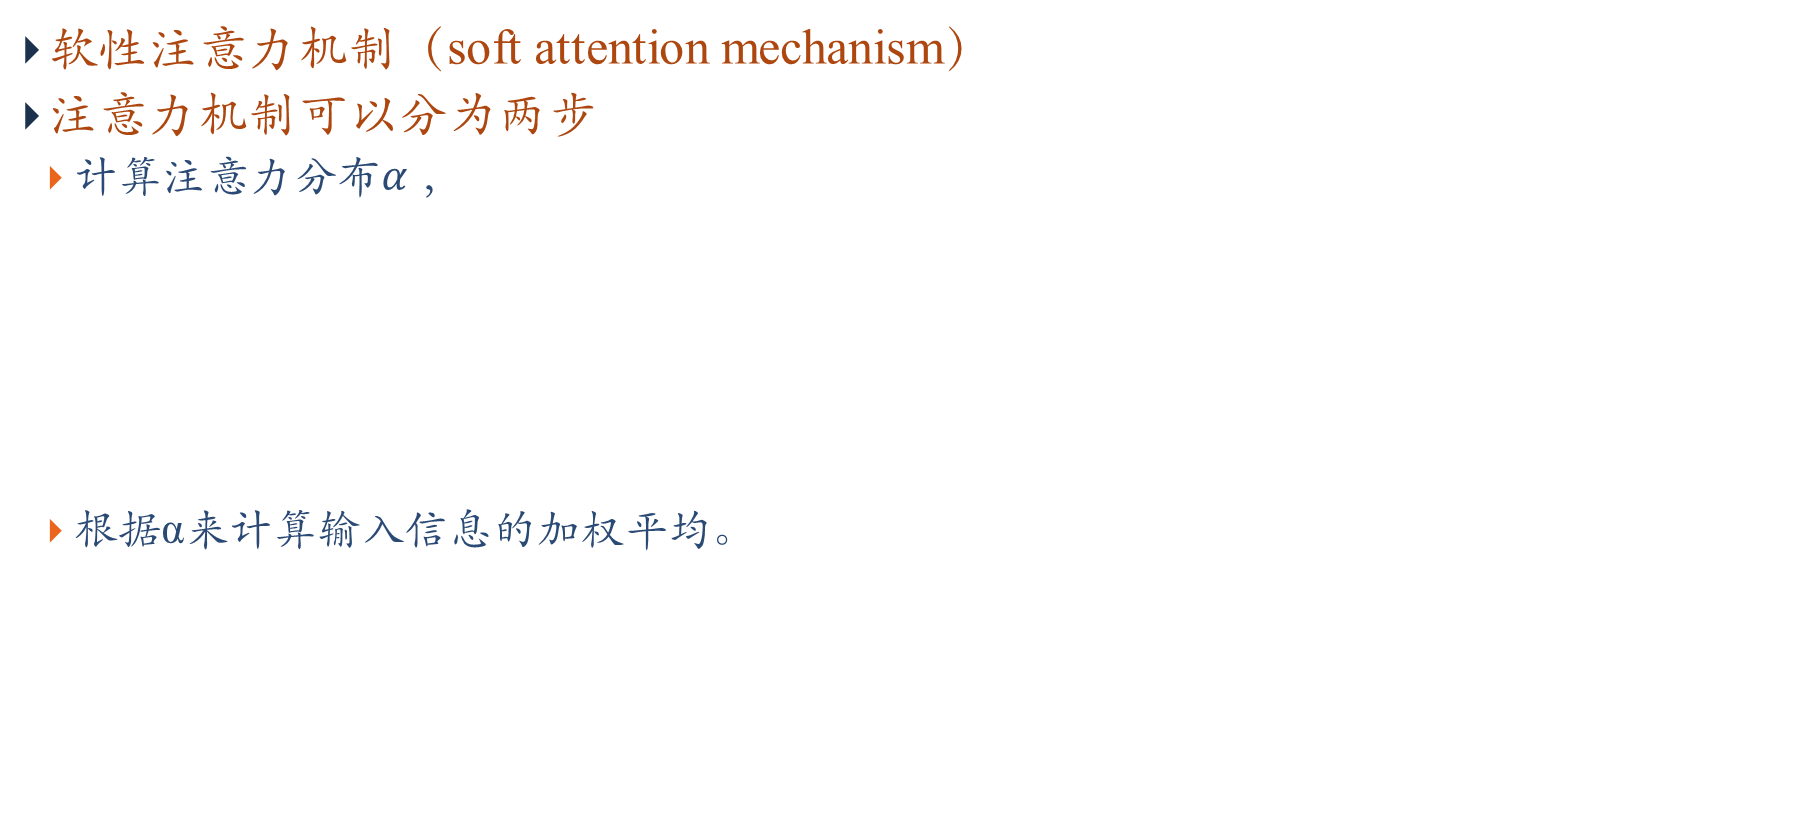 软性注意力机制（soft attention mechanism）
注意力机制可以分为两步
计算注意力分布α，
根据α来计算输入信息的加权平均。